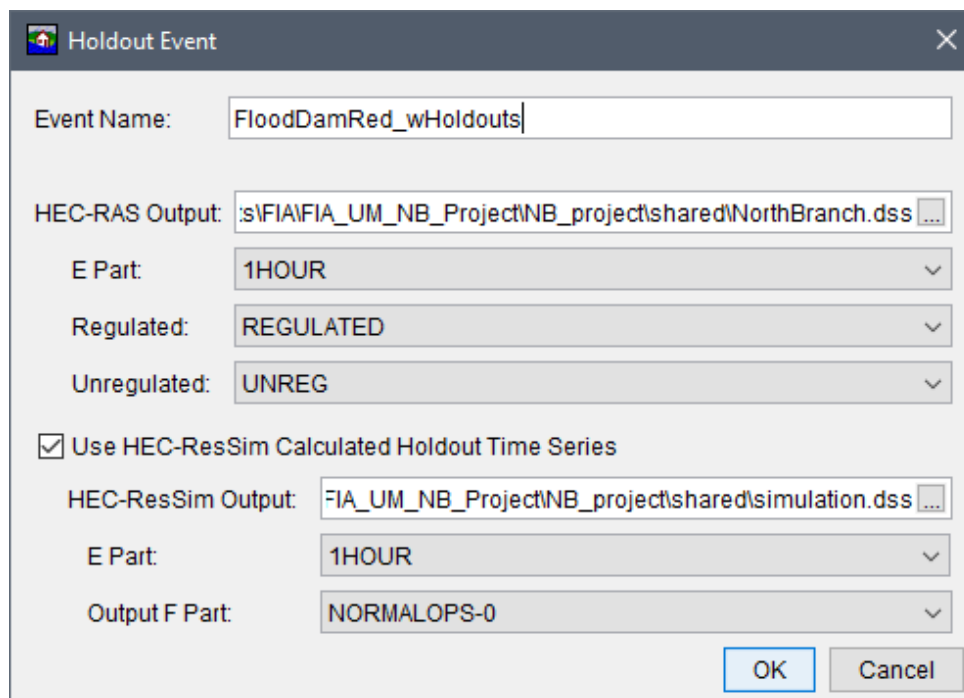 Holdout Event
Event Name: FloodDamRed_wHoldouts
HEC-RAS Output: :s\FIA\FIA_UM_NB_Project\NB_project\shared\NorthBranch.dss ...
E Part: 1HOUR
Regulated: REGULATED
Unregulated: UNREG
Use HEC-ResSim Calculated Holdout Time Series
HEC-ResSim Output: FIA_UM_NB_Project\NB_project\shared\simulation.dss ...
E Part: 1HOUR
Output F Part: NORMALOPS-0
OK Cancel